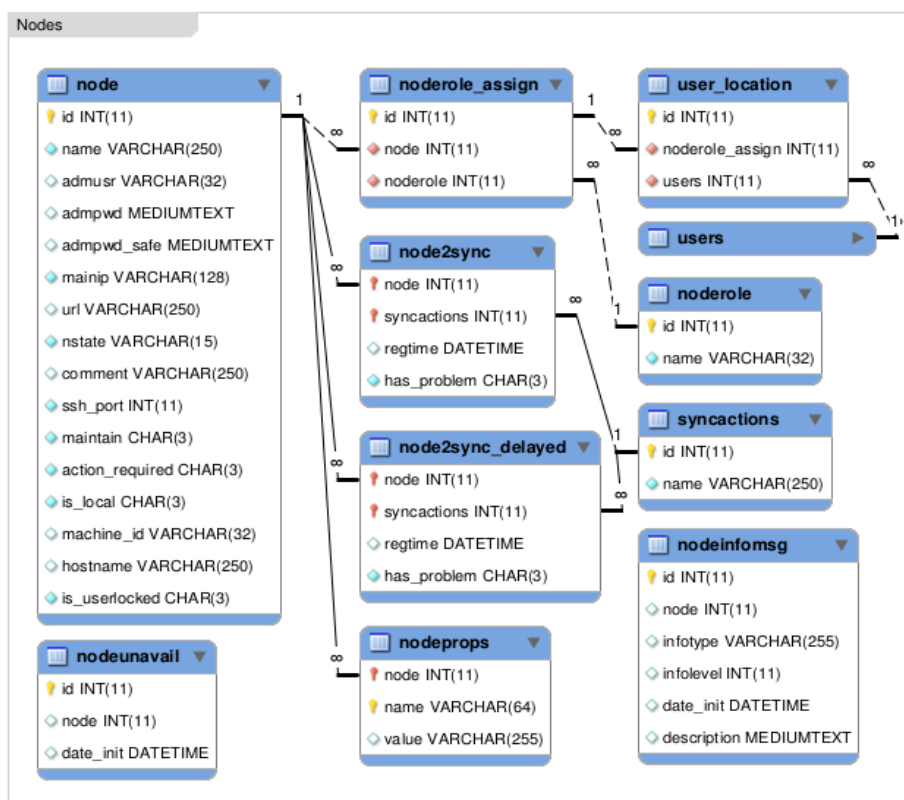 Nodes
node
id INT(11)
name VARCHAR(250)
admusr VARCHAR(32)
admpwd MEDIUMTEXT
admpwd_safe MEDIUMTEXT
mainip VARCHAR(128)
url VARCHAR(250)
nstate VARCHAR(15)
comment VARCHAR(250)
ssh_port INT(11)
maintain CHAR(3)
action_required CHAR(3)
is_local CHAR(3)
machine_id VARCHAR(32)
hostname VARCHAR(250)
is_userlocked CHAR(3)
nodeunavail
id INT(11)
node INT(11)
date_init DATETIME
1
∞
∞
∞
∞
noderole_assign
id INT(11)
node INT(11)
noderole INT(11)
node2sync
node INT(11)
syncactions INT(11)
regtime DATETIME
has_problem CHAR(3)
node2sync_delayed
node INT(11)
syncactions INT(11)
regtime DATETIME
has_problem CHAR(3)
nodeprops
node INT(11)
name VARCHAR(64)
value VARCHAR(255)
1
∞
∞
1
∞
1
∞
user_location
id INT(11)
noderole_assign INT(11)
users INT(11)
∞
1
users
noderole
id INT(11)
name VARCHAR(32)
syncactions
id INT(11)
name VARCHAR(250)
nodeinfomsg
id INT(11)
node INT(11)
infotype VARCHAR(255)
infolevel INT(11)
date_init DATETIME
description MEDIUMTEXT